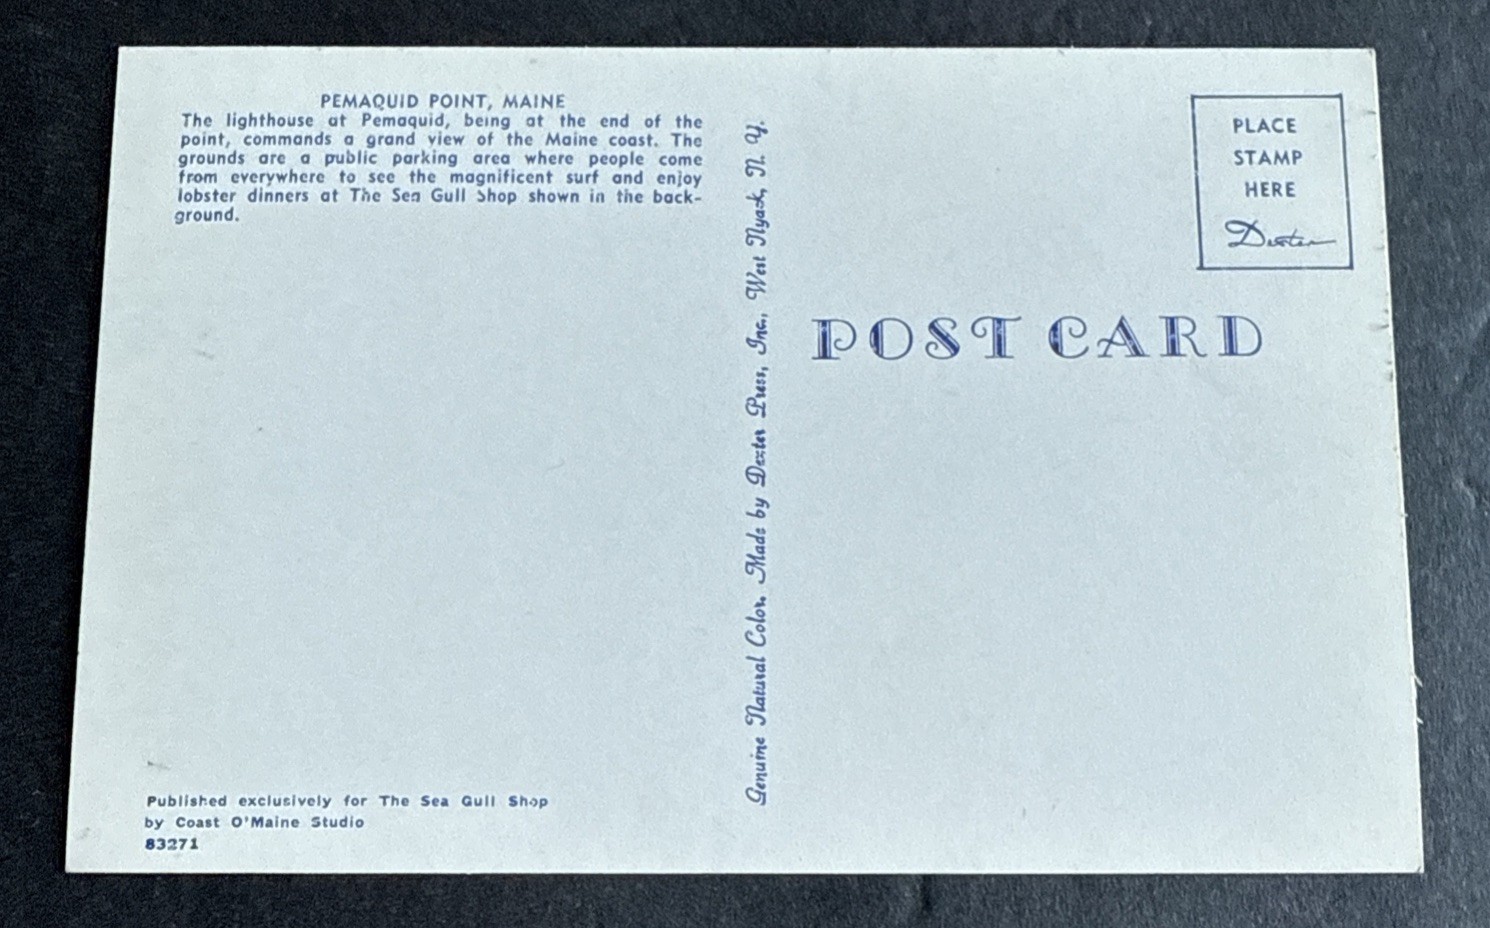 PEMAQUID POINT, MAINE
The lighthouse at Pemaquid, being at the end of the
point, commands a grand view of the Maine coast. The
grounds are a public parking area where people come
from everywhere to see the magnificent surf and enjoy
lobster dinners at The Sea Gull Shop shown in the back-
ground.
Published exclusively for The Sea Gull Shop
by Coast O'Maine Studio
83271
Genuine Natural Color. Made by Dexter Press, Inc., West Nyack, N. Y.
PLACE
STAMP
HERE
Dexter
POST CARD